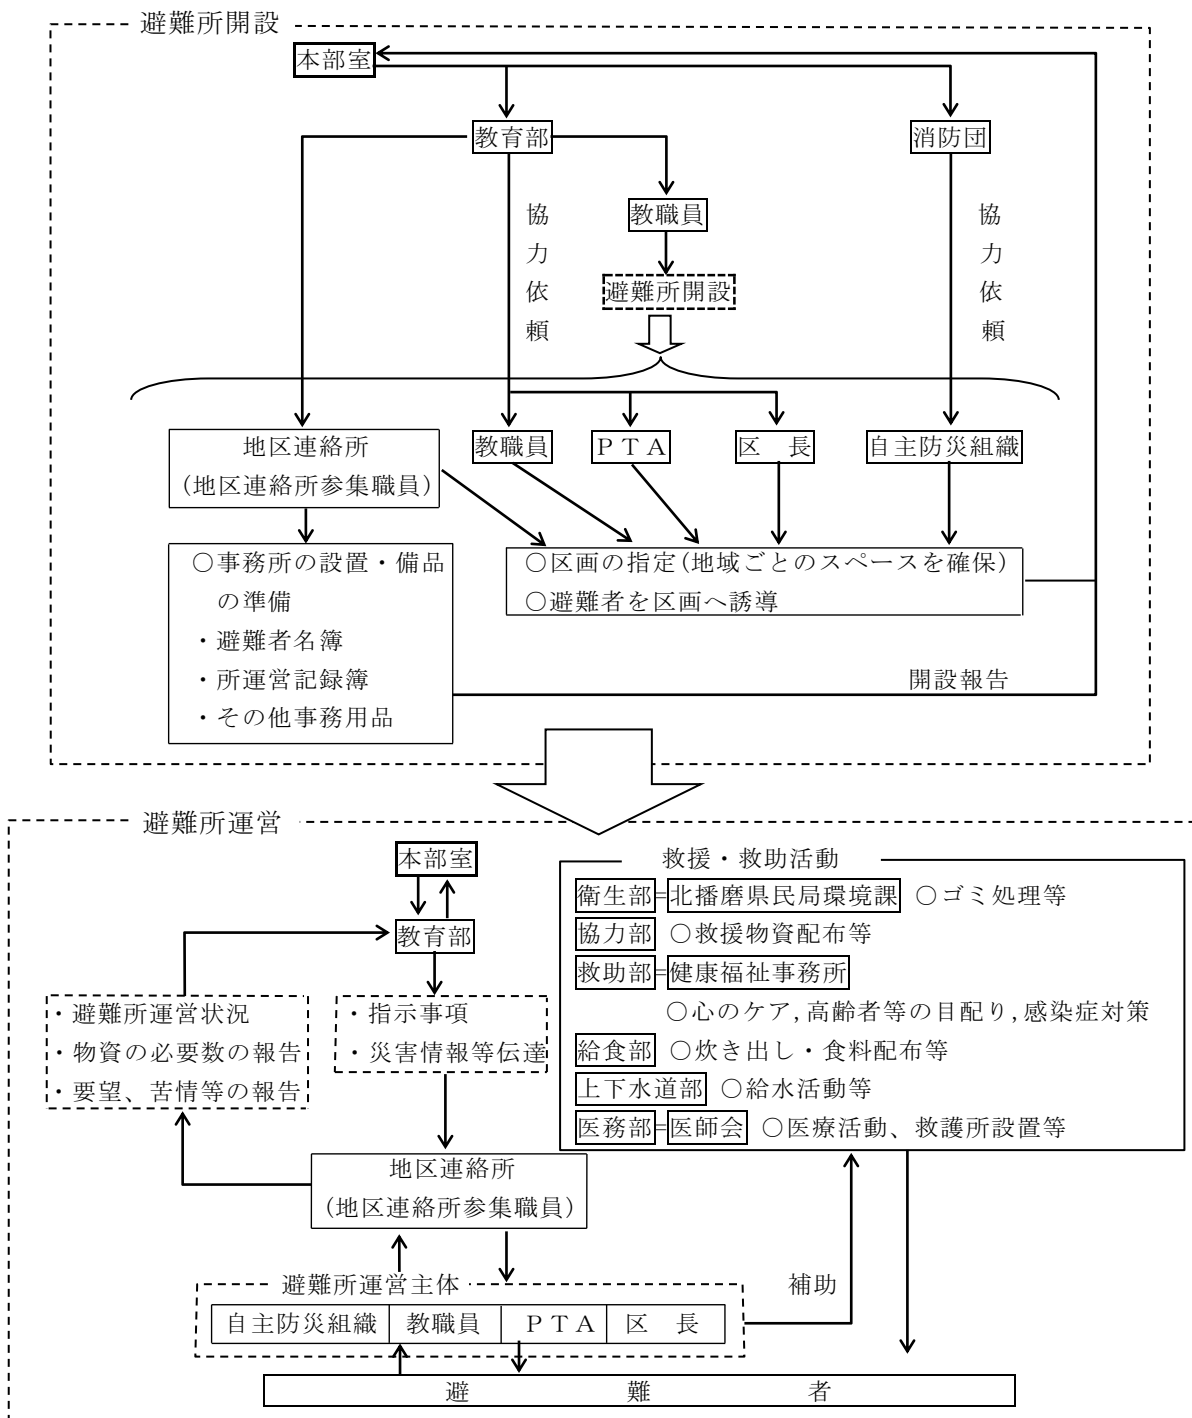 避難所開設
本部室
教育部
消防団
協力依頼
教職員
協力依頼
避難所開設
地区連絡所
(地区連絡所参集職員)
教職員
ＰＴＡ
区　長
自主防災組織
○事務所の設置・備品
の準備
・避難者名簿
・所運営記録簿
・その他事務用品
○区画の指定(地域ごとのスペースを確保)
○避難者を区画へ誘導
開設報告
避難所運営
本部室
教育部
・避難所運営状況
・物資の必要数の報告
・要望、苦情等の報告
・指示事項
・災害情報等伝達
地区連絡所
(地区連絡所参集職員)
避難所運営主体
自主防災組織　教職員　ＰＴＡ　区　長
補助
避　難　者
救援・救助活動
衛生部=北播磨県民局環境課 ○ゴミ処理等
協力部 ○救援物資配布等
救助部=健康福祉事務所
○心のケア,高齢者等の目配り,感染症対策
給食部 ○炊き出し・食料配布等
上下水道部 ○給水活動等
医務部=医師会 ○医療活動、救護所設置等